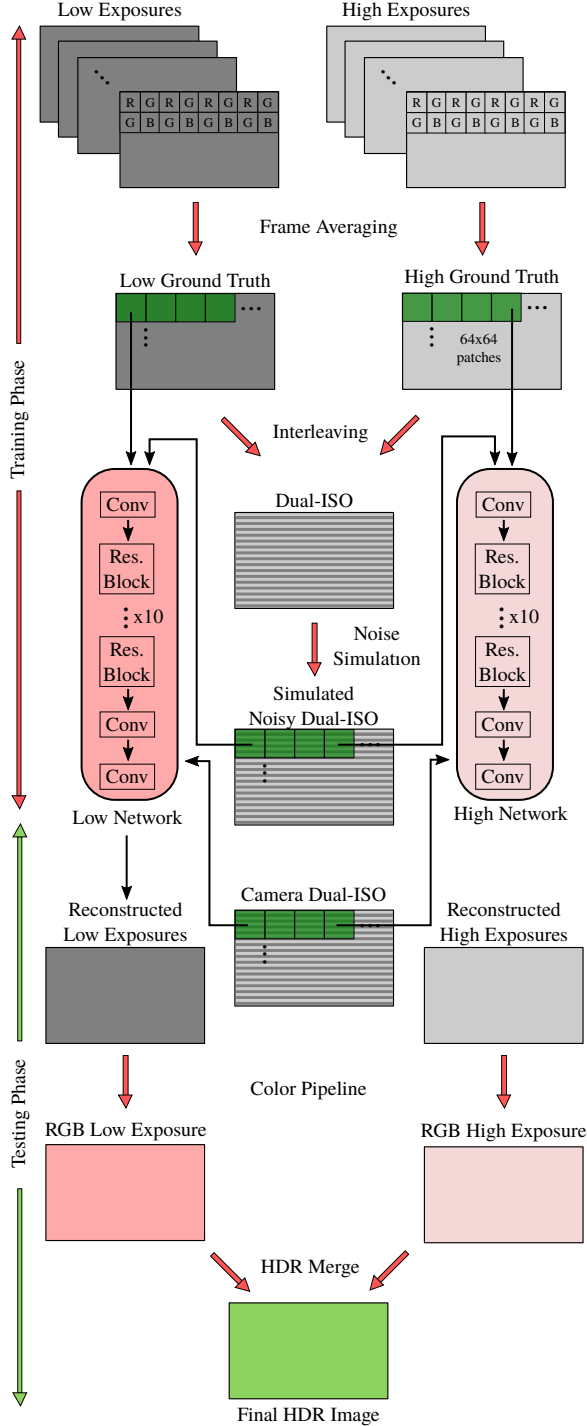 Low Exposures
High Exposures
R G R G R G R G
G B G B G B G B
R G R G R G R G
G B G B G B G B
Frame Averaging
Low Ground Truth
High Ground Truth
64x64
patches
Training Phase
Interleaving
Conv
Res.
Block
x10
Res.
Block
Conv
Conv
Low Network
Dual-ISO
Noise
Simulation
Simulated
Noisy Dual-ISO
Conv
Res.
Block
x10
Res.
Block
Conv
Conv
High Network
Camera Dual-ISO
Reconstructed
Low Exposures
Reconstructed
High Exposures
Testing Phase
Color Pipeline
RGB Low Exposure
RGB High Exposure
HDR Merge
Final HDR Image